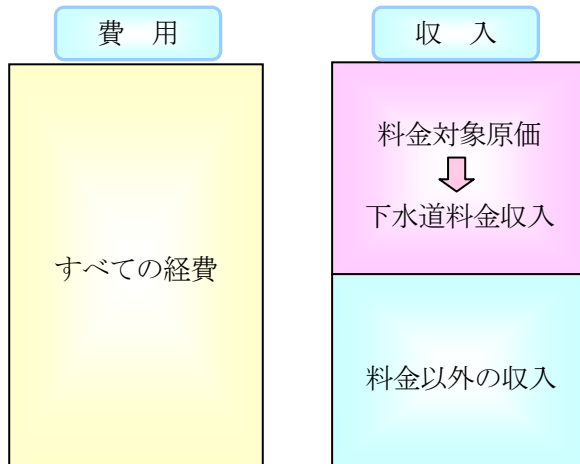 費　用
すべての経費
収　入
料金対象原価
下水道料金収入
料金以外の収入